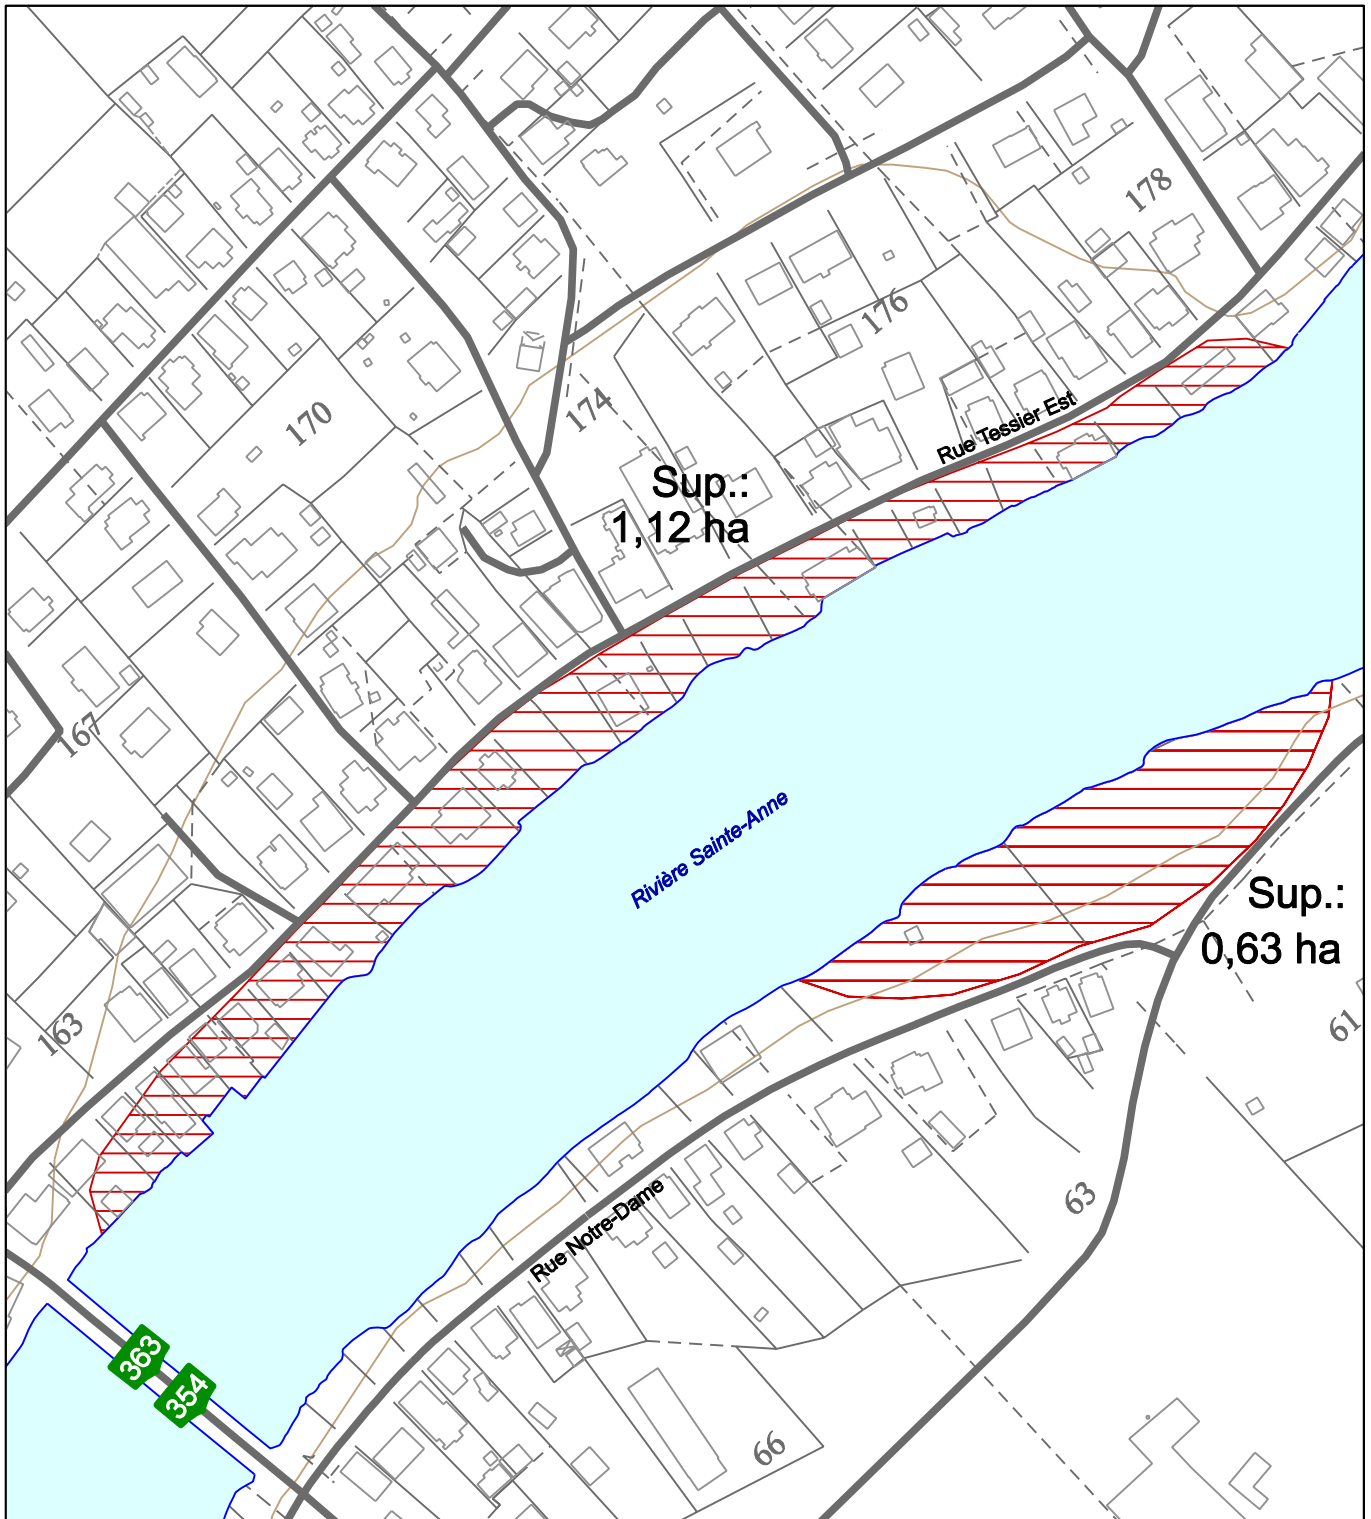 178
176
170
174
Rue Tessier Est
Sup.:
1,12 ha
167
Rivière Sainte-Anne
Sup.:
0,63 ha
163
61
63
Rue Notre-Dame
363
354
66